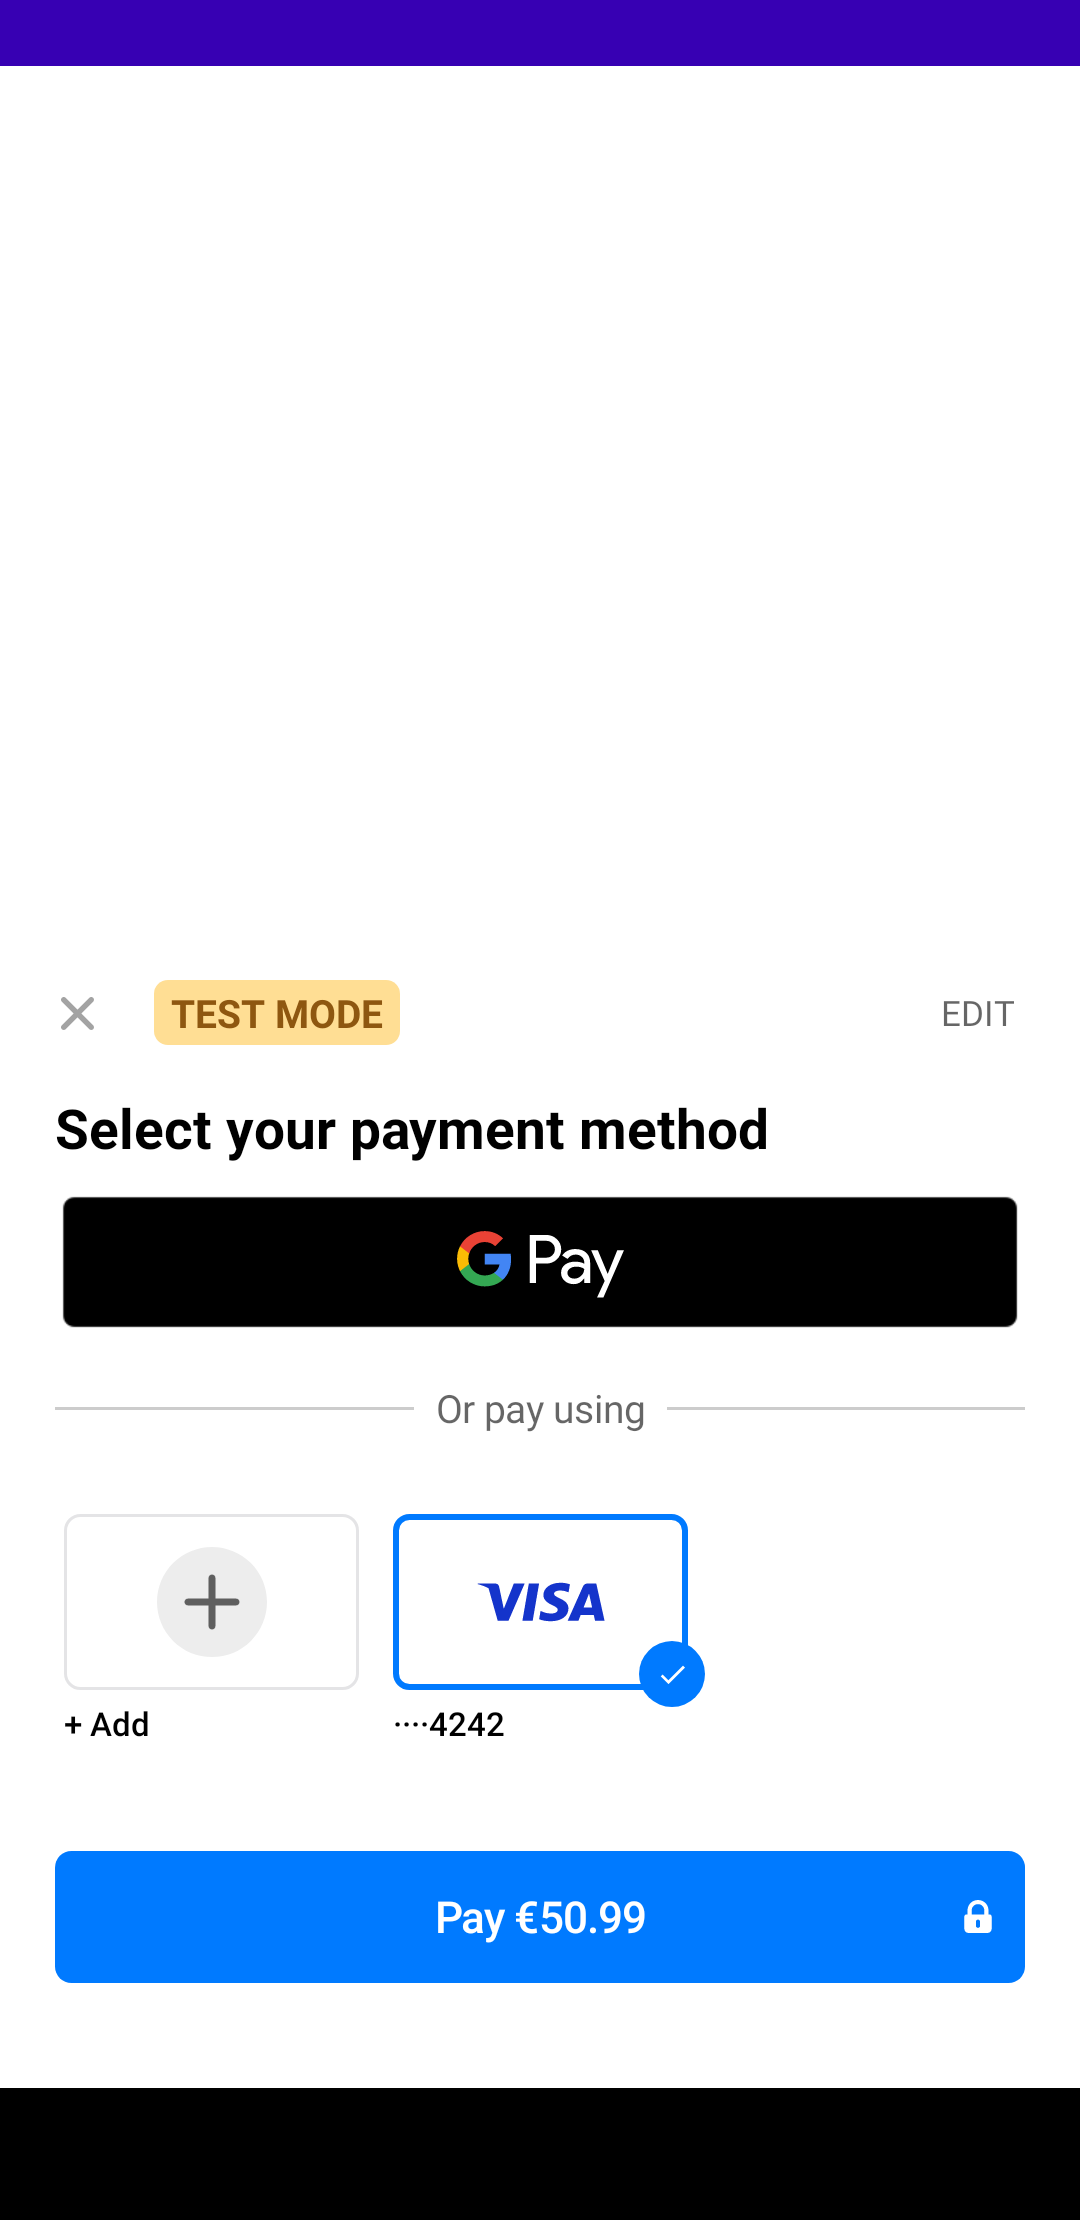 TEST MODE
EDIT
Select your payment method
G Pay
Or pay using
VISA
+ Add
····4242
Pay €50.99